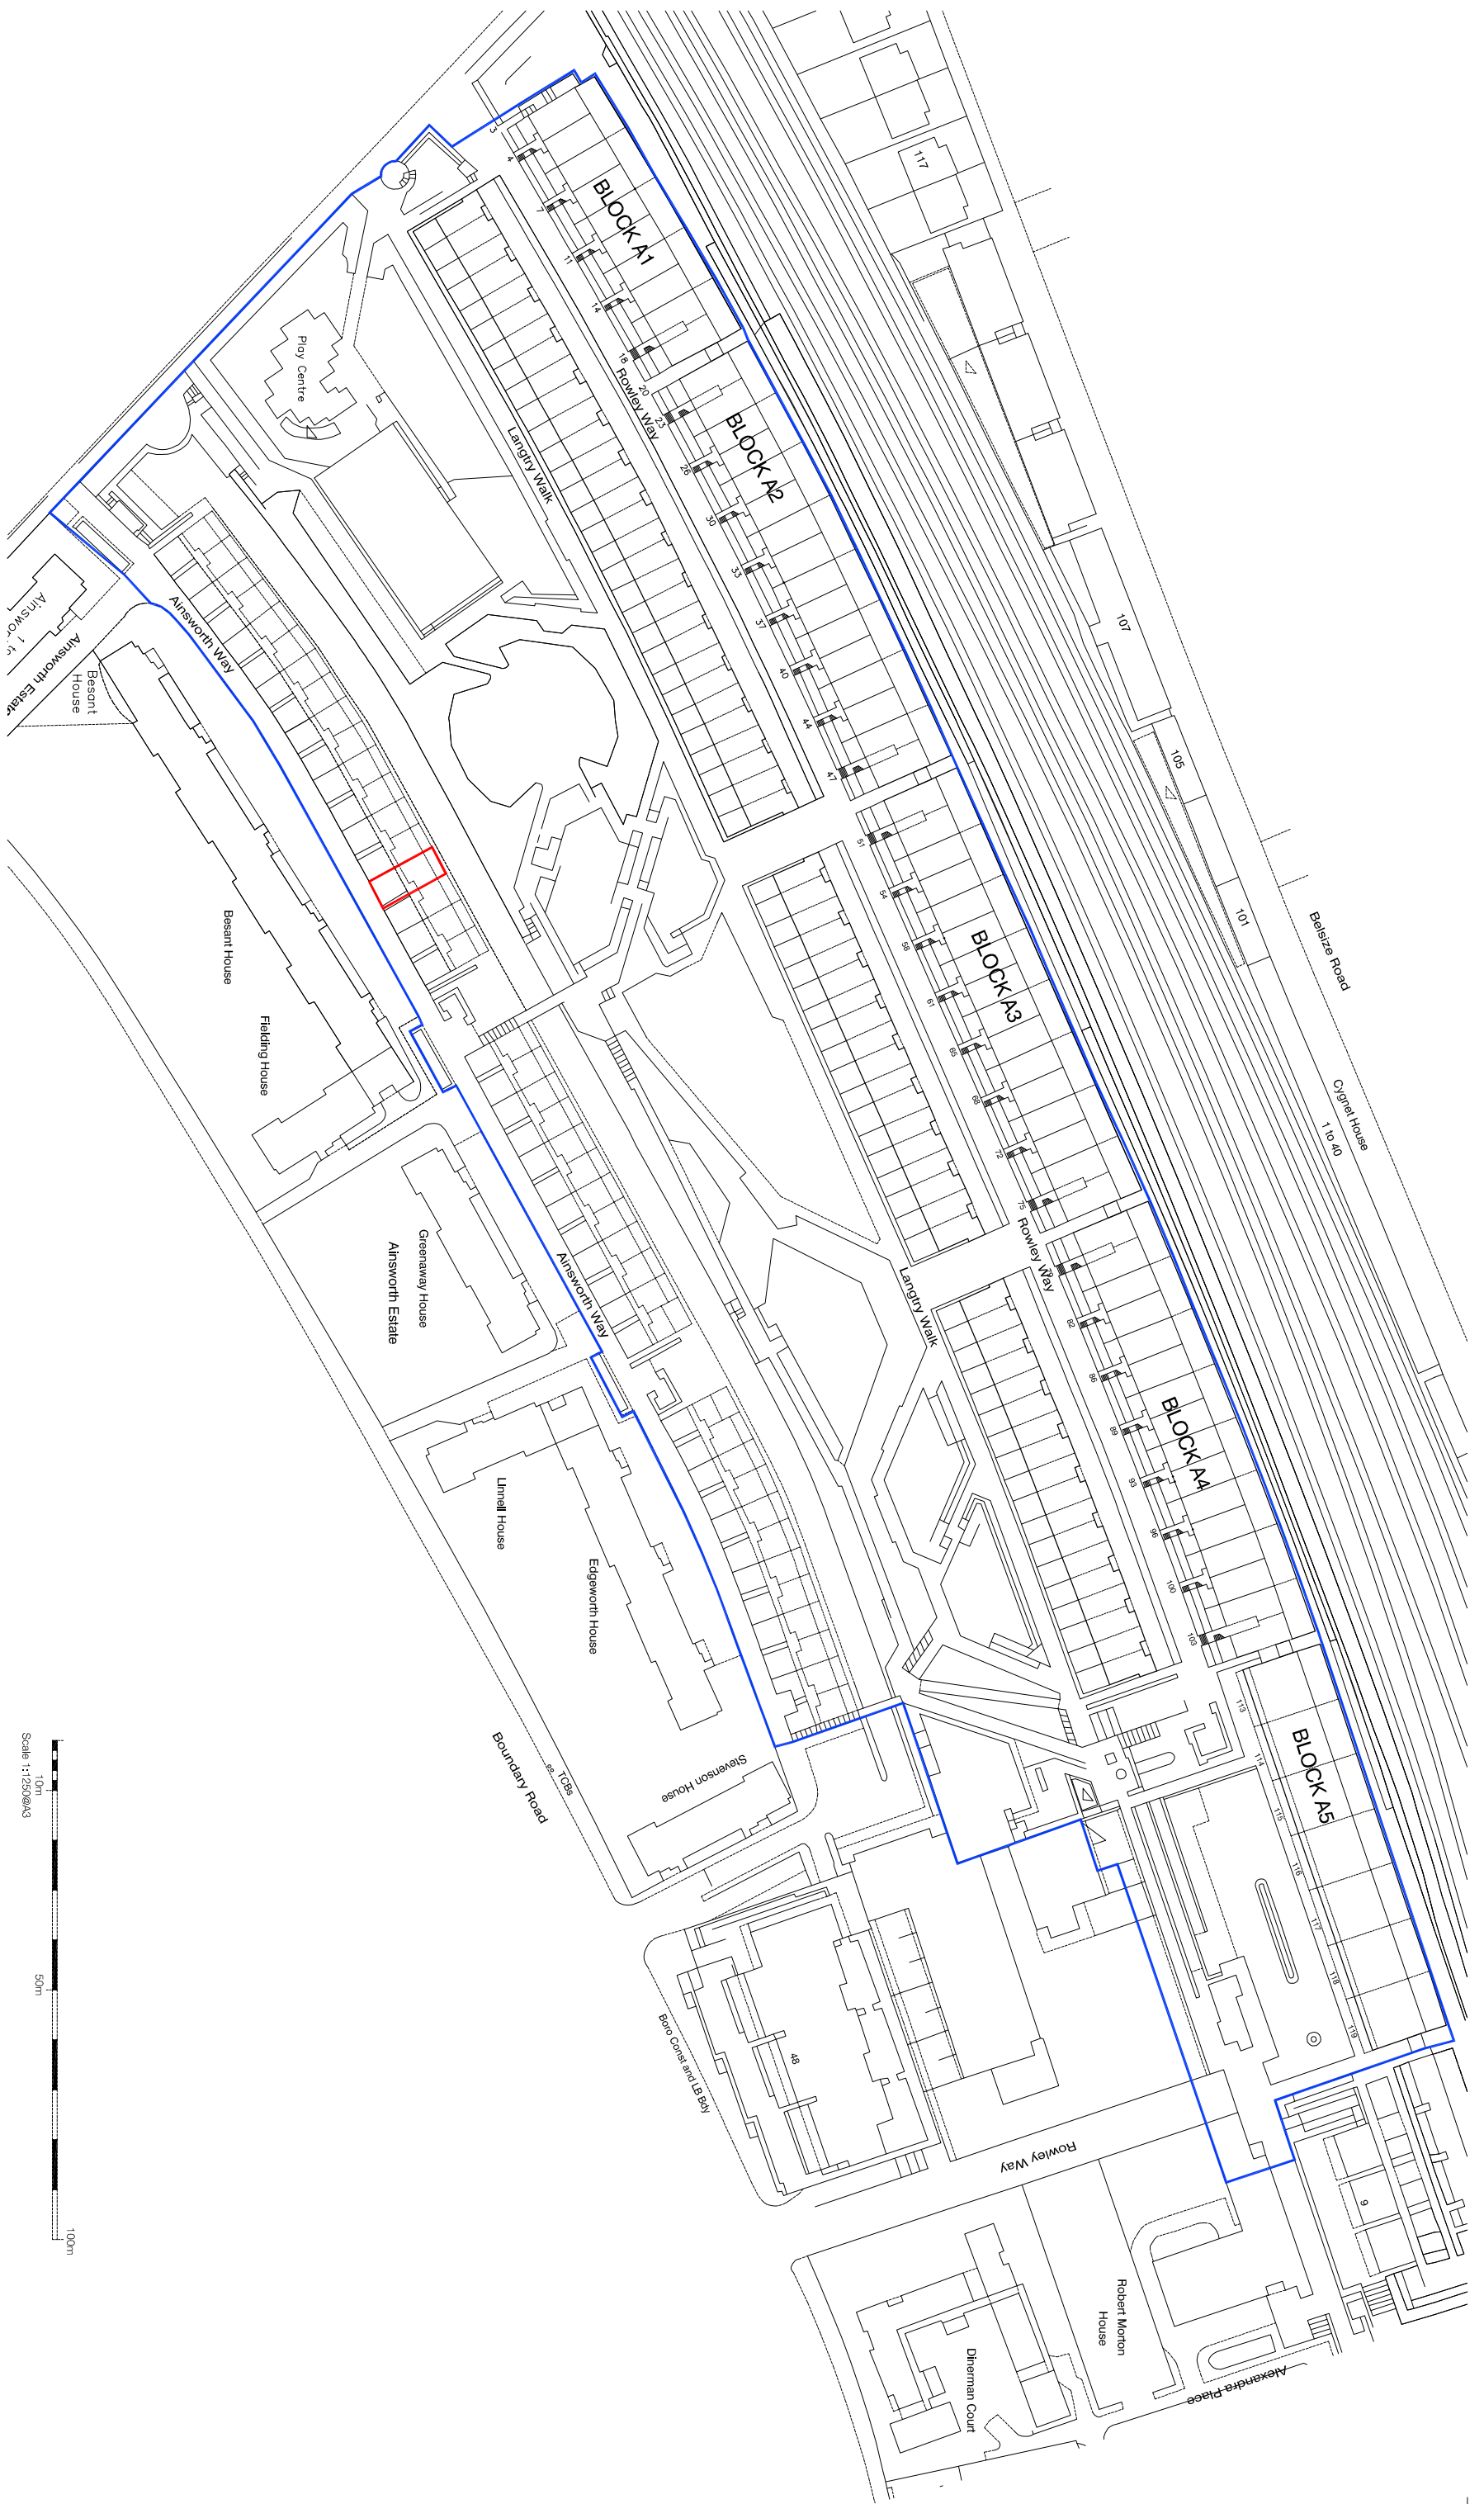 117
3
4
7
11
14
18
20
BLOCK A1
Rowley Way
23
26
30
33
37
40
44
47
BLOCK A2
Play Centre
Langtry Walk
107
105
101
Belsize Road
Cygnet House
1 to 40
Ainsworth Way
Ainsworth Estate
Besant
House
51
54
58
61
65
68
72
75
BLOCK A3
Besant House
Fielding House
Greenaway House
Ainsworth Estate
Ainsworth Way
Rowley Way
Langtry Walk
82
86
89
93
96
100
103
BLOCK A4
Linnell House
Edgeworth House
Boundary Road
TCBs
Stevenson House
113
114
115
116
117
118
119
BLOCK A5
48
Boro Const and LB Bdy
Rowley Way
9
Robert Morton
House
Dinerman Court
Alexandra Place
10m
50m
100m
Scale 1:1250@A3